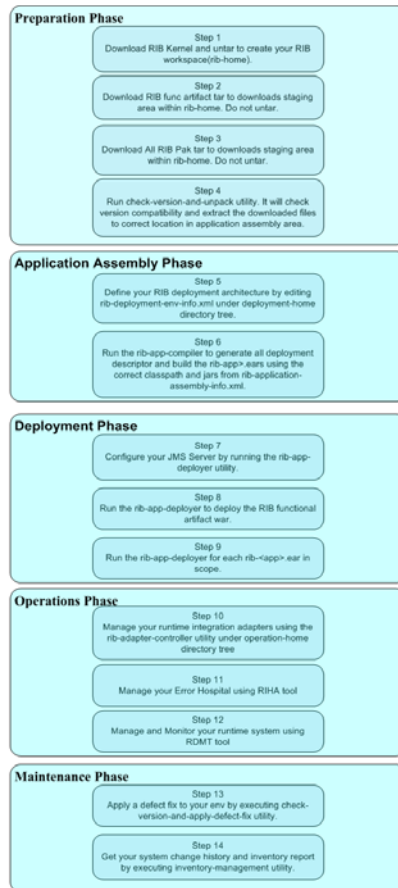 Preparation Phase
Step 1
Download RIB Kernel and untar to create your RIB
workspace(rib-home).
Step 2
Download RIB func artifact tar to downloads staging
area within rib-home. Do not untar.
Step 3
Download All RIB Pak tar to downloads staging area
within rib-home. Do not untar.
Step 4
Run check-version-and-unpack utility. It will check
version compatibility and extract the downloaded files
to correct location in application assembly area.
Application Assembly Phase
Step 5
Define your RIB deployment architecture by editing
rib-deployment-env-info.xml under deployment-home
directory tree.
Step 6
Run the rib-app-compiler to generate all deployment
descriptor and build the rib-app>.ears using the
correct classpath and jars from rib-application-
assembly-info.xml.
Deployment Phase
Step 7
Configure your JMS Server by running the rib-app-
deployer utility.
Step 8
Run the rib-app-deployer to deploy the RIB functional
artifact war.
Step 9
Run the rib-app-deployer for each rib-<app>.ear in
scope.
Operations Phase
Step 10
Manage your runtime integration adapters using the
rib-adapter-controller utility under operation-home
directory tree
Step 11
Manage your Error Hospital using RIHA tool
Step 12
Manage and Monitor your runtime system using
RDMT tool
Maintenance Phase
Step 13
Apply a defect fix to your env by executing check-
version-and-apply-defect-fix utility.
Step 14
Get your system change history and inventory report
by executing inventory-management utility.